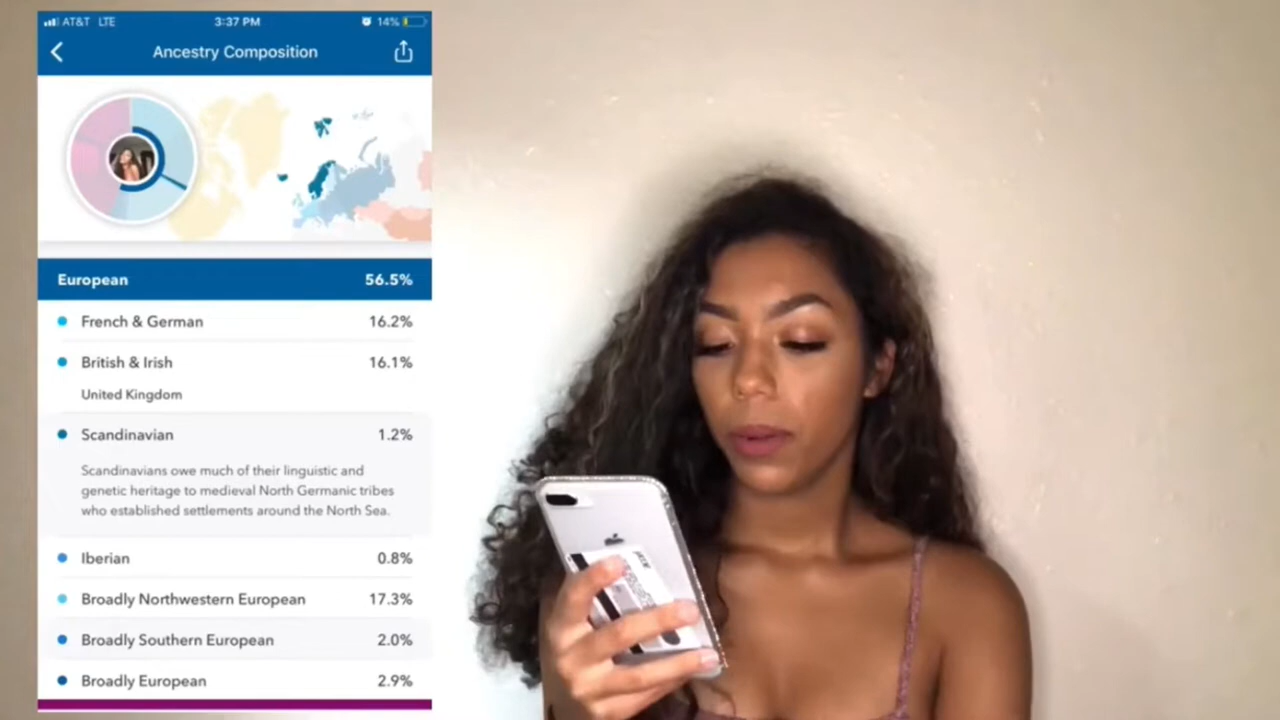 AT&T LTE 3:37 PM 14%
Ancestry Composition
European 56.5%
French & German 16.2%
British & Irish 16.1%
United Kingdom
Scandinavian 1.2%
Scandinavians owe much of their linguistic and
genetic heritage to medieval North Germanic tribes
who established settlements around the North Sea.
Iberian 0.8%
Broadly Northwestern European 17.3%
Broadly Southern European 2.0%
Broadly European 2.9%